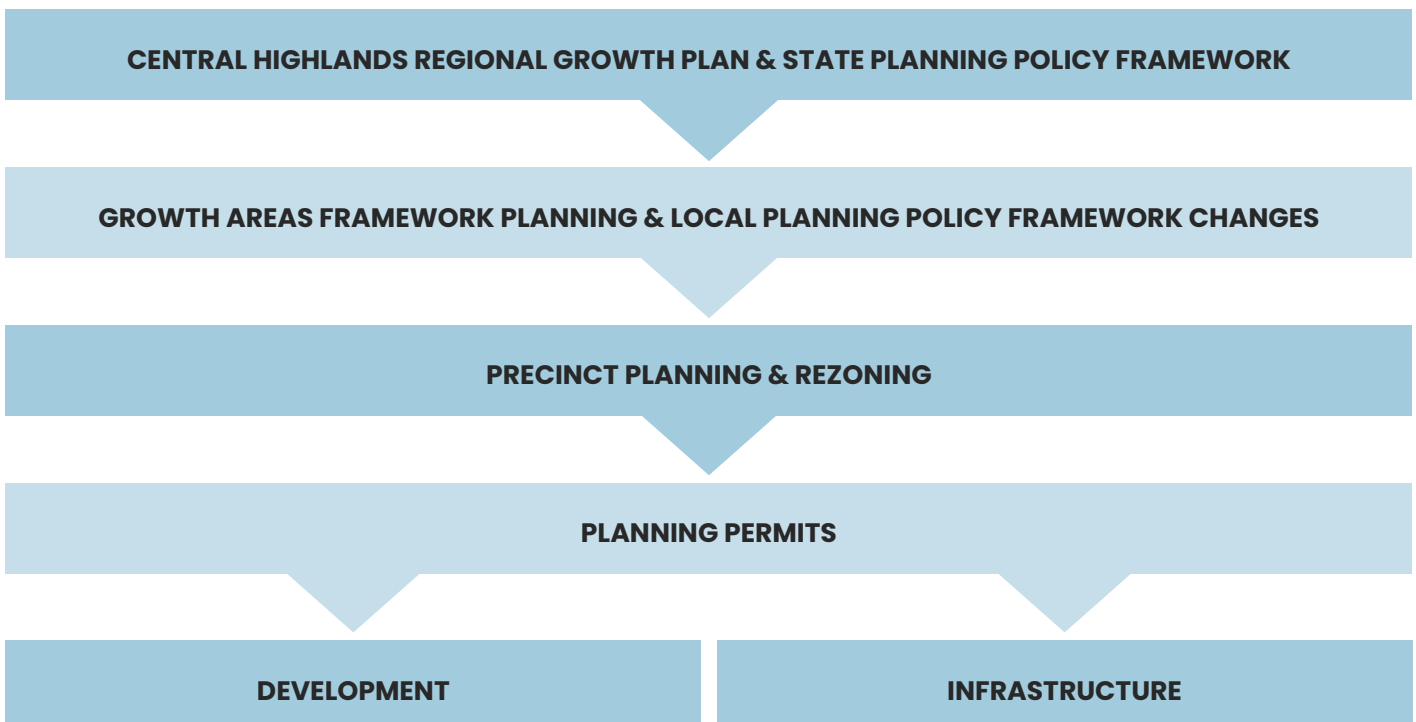 CENTRAL HIGHLANDS REGIONAL GROWTH PLAN & STATE PLANNING POLICY FRAMEWORK
GROWTH AREAS FRAMEWORK PLANNING & LOCAL PLANNING POLICY FRAMEWORK CHANGES
PRECINCT PLANNING & REZONING
PLANNING PERMITS
DEVELOPMENT
INFRASTRUCTURE